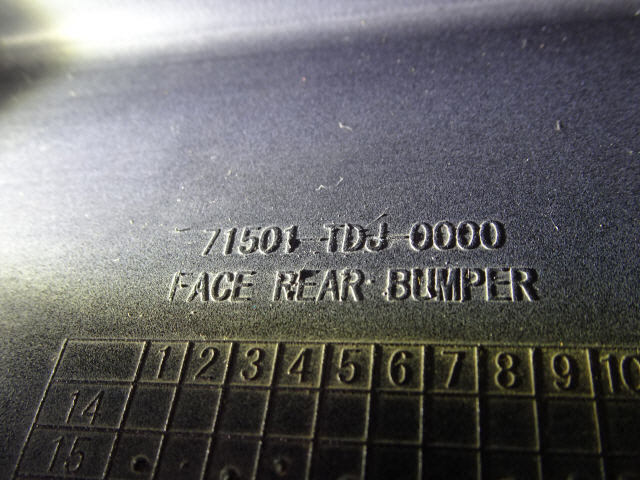 71501-TDJ-0000
FACE REAR BUMPER
1 2 3 4 5 6 7 8 9 10
14
15